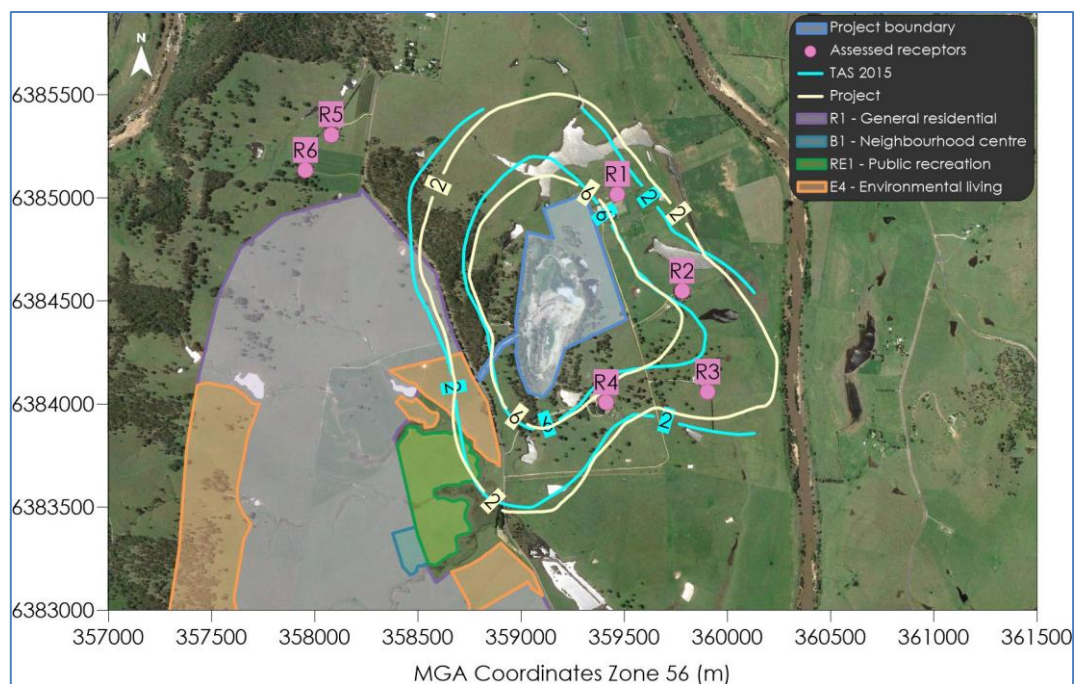 N
Project boundary
Assessed receptors
TAS 2015
Project
R1 - General residential
B1 - Neighbourhood centre
RE1 - Public recreation
E4 - Environmental living
6385500
6385000
6384500
6384000
6383500
6383000
R5
R6
R1
R2
R3
R4
2
2
2
6
6
2
6
6
2
2
357000 357500 358000 358500 359000 359500 360000 360500 361000 361500
MGA Coordinates Zone 56 (m)